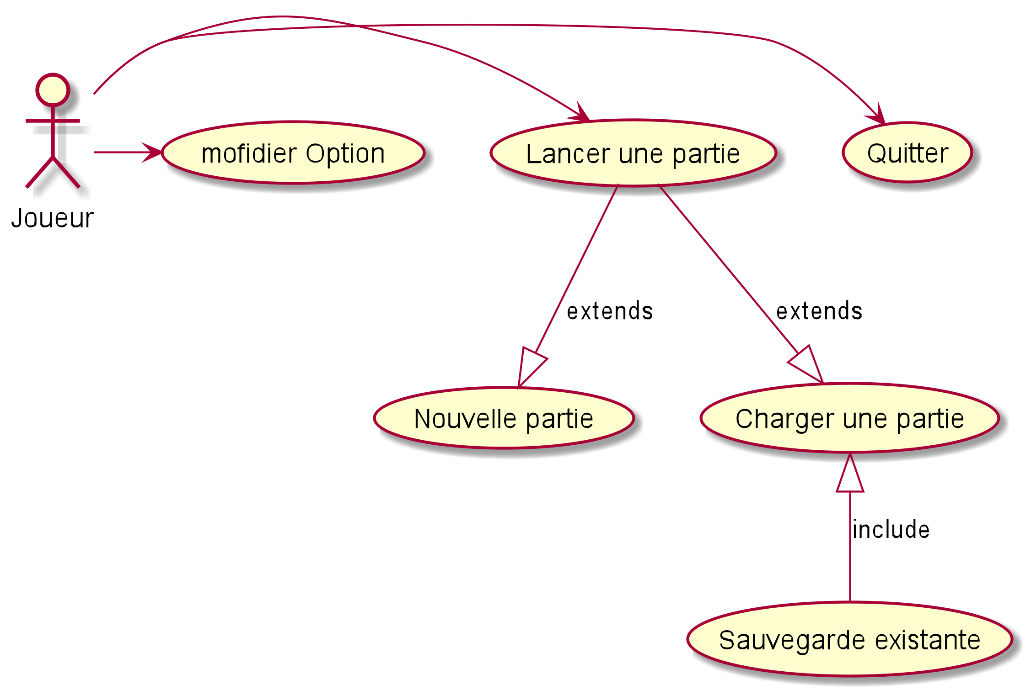 mofidier Option
Lancer une partie
Quitter
Joueur
extends
extends
Nouvelle partie
Charger une partie
include
Sauvegarde existante